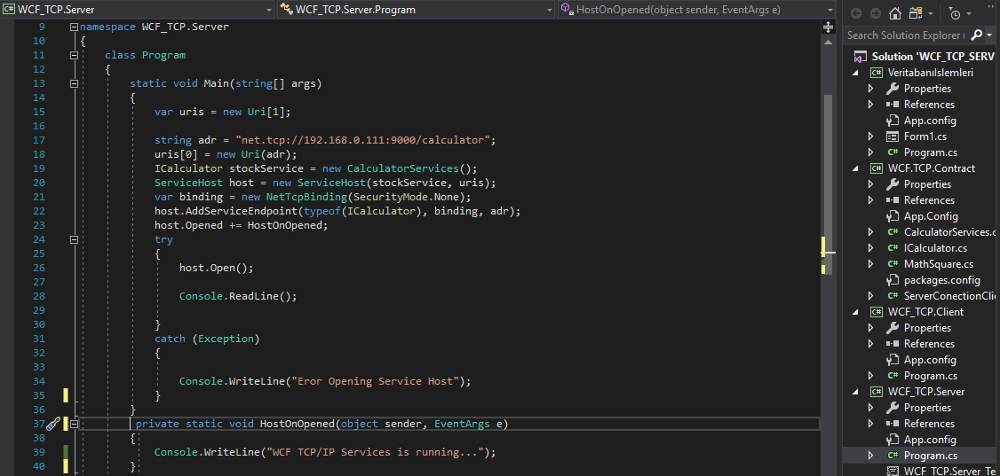 WCF_TCP.Server
WCF_TCP.Server.Program
HostOnOpened(object sender, EventArgs e)
9 namespace WCF_TCP.Server
10 {
11 class Program
12 {
13 static void Main(string[] args)
14 {
15 var uris = new Uri[1];
16
17 string adr = "net.tcp://192.168.0.111:9000/calculator";
18 uris[0] = new Uri(adr);
19 ICalculator stockService = new CalculatorServices();
20 ServiceHost host = new ServiceHost(stockService, uris);
21 var binding = new NetTcpBinding(SecurityMode.None);
22 host.AddServiceEndpoint(typeof(ICalculator), binding, adr);
23 host.Opened += HostOnOpened;
24 try
25 {
26 host.Open();
27
28 Console.ReadLine();
29
30 }
31 catch (Exception)
32 {
33
34 Console.WriteLine("Eror Opening Service Host");
35 }
36 }
37 private static void HostOnOpened(object sender, EventArgs e)
38 {
39 Console.WriteLine("WCF TCP/IP Services is running...");
40 }
Search Solution Explorer (
Solution 'WCF_TCP_SERV
C# VeritabanıIslemleri
Properties
References
App.config
Form1.cs
C# Program.cs
C# WCF.TCP.Contract
Properties
References
App.Config
C# CalculatorServices.c
C# ICalculator.cs
C# MathSquare.cs
packages.config
C# ServerConectionCli
C# WCF_TCP.Client
Properties
References
App.config
C# Program.cs
C# WCF_TCP.Server
Properties
References
App.config
C# Program.cs
WCF_TCP.Server_Te